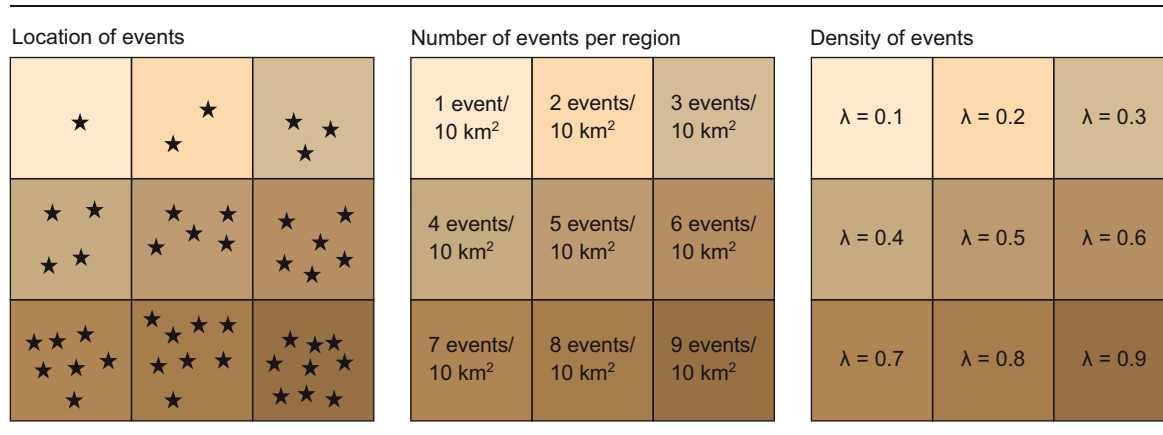 Location of events
Number of events per region
1 event/
10 km²
2 events/
10 km²
3 events/
10 km²
4 events/
10 km²
5 events/
10 km²
6 events/
10 km²
7 events/
10 km²
8 events/
10 km²
9 events/
10 km²
Density of events
λ = 0.1
λ = 0.2
λ = 0.3
λ = 0.4
λ = 0.5
λ = 0.6
λ = 0.7
λ = 0.8
λ = 0.9